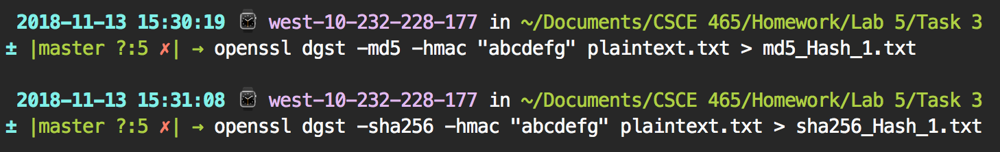 2018-11-13 15:30:19 ⌚ west-10-232-228-177 in ~/Documents/CSCE 465/Homework/Lab 5/Task 3
± |master ?:5 ✗| → openssl dgst -md5 -hmac "abcdefg" plaintext.txt > md5_Hash_1.txt
2018-11-13 15:31:08 ⌚ west-10-232-228-177 in ~/Documents/CSCE 465/Homework/Lab 5/Task 3
± |master ?:5 ✗| → openssl dgst -sha256 -hmac "abcdefg" plaintext.txt > sha256_Hash_1.txt